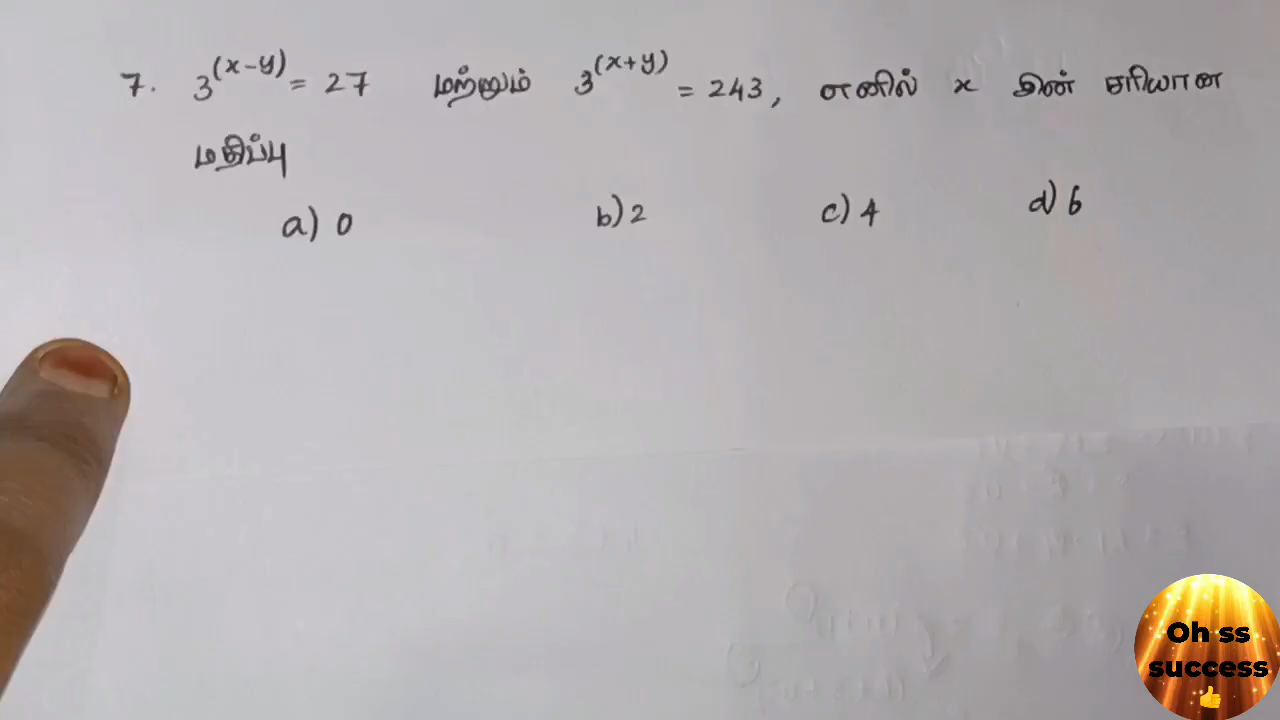 7. 3^(x-y) = 27 மற்றும் 3^(x+y) = 243, எனில் x இன் சரியான
மதிப்பு
a) 0 b) 2 c) 4 d) 6
Oh ss
success